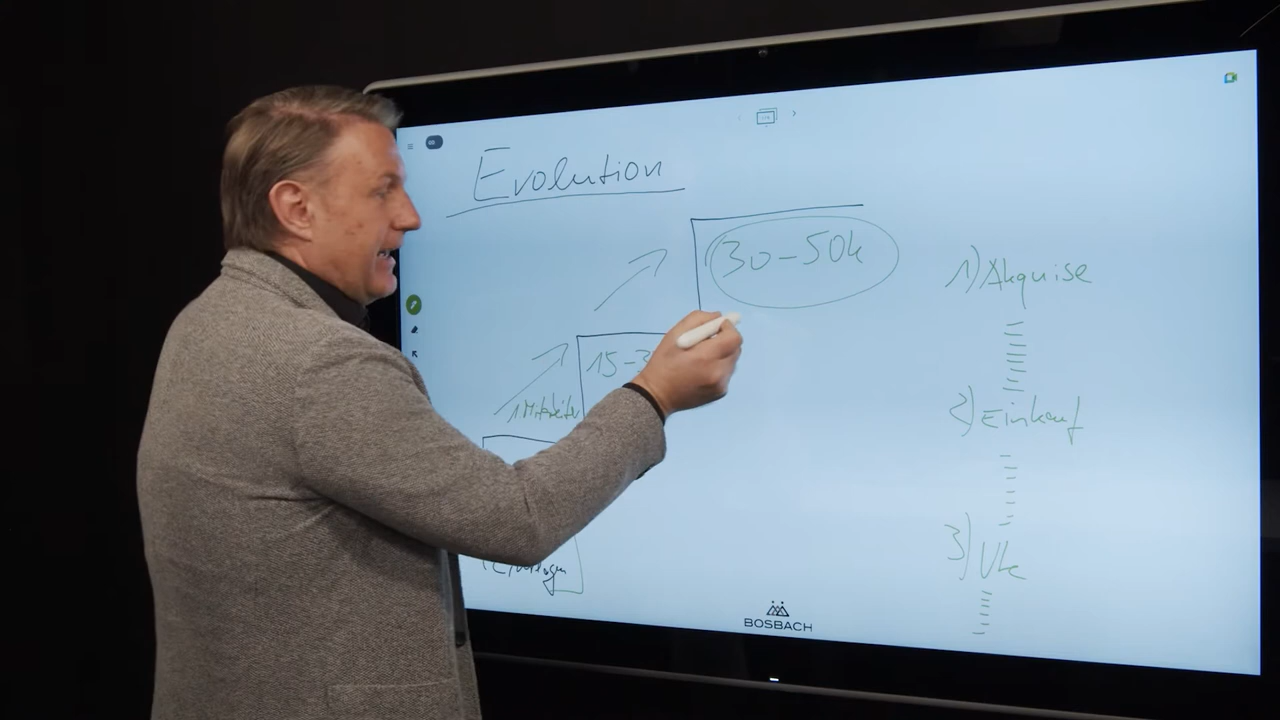 Evolution
30-50k
1) Akquise
15-3
1 Mitarbeiter
2) Einkauf
3) Vk
BOSBACH